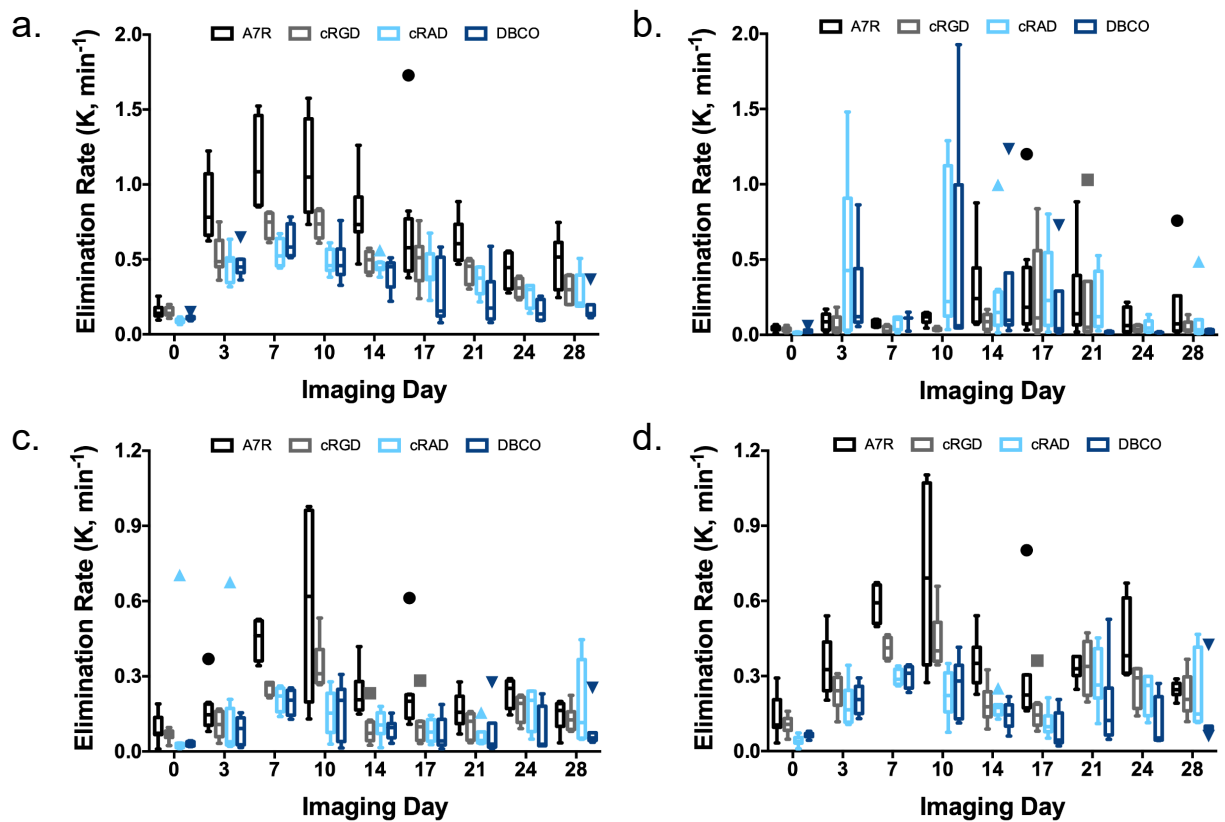 a.
A7R cRGD cRAD DBCO
Elimination Rate (K, min-1)
2.0
1.5
1.0
0.5
0.0
0 3 7 10 14 17 21 24 28
Imaging Day
b.
A7R cRGD cRAD DBCO
Elimination Rate (K, min-1)
2.0
1.5
1.0
0.5
0.0
0 3 7 10 14 17 21 24 28
Imaging Day
c.
A7R cRGD cRAD DBCO
Elimination Rate (K, min-1)
1.2
0.9
0.6
0.3
0.0
0 3 7 10 14 17 21 24 28
Imaging Day
d.
A7R cRGD cRAD DBCO
Elimination Rate (K, min-1)
1.2
0.9
0.6
0.3
0.0
0 3 7 10 14 17 21 24 28
Imaging Day